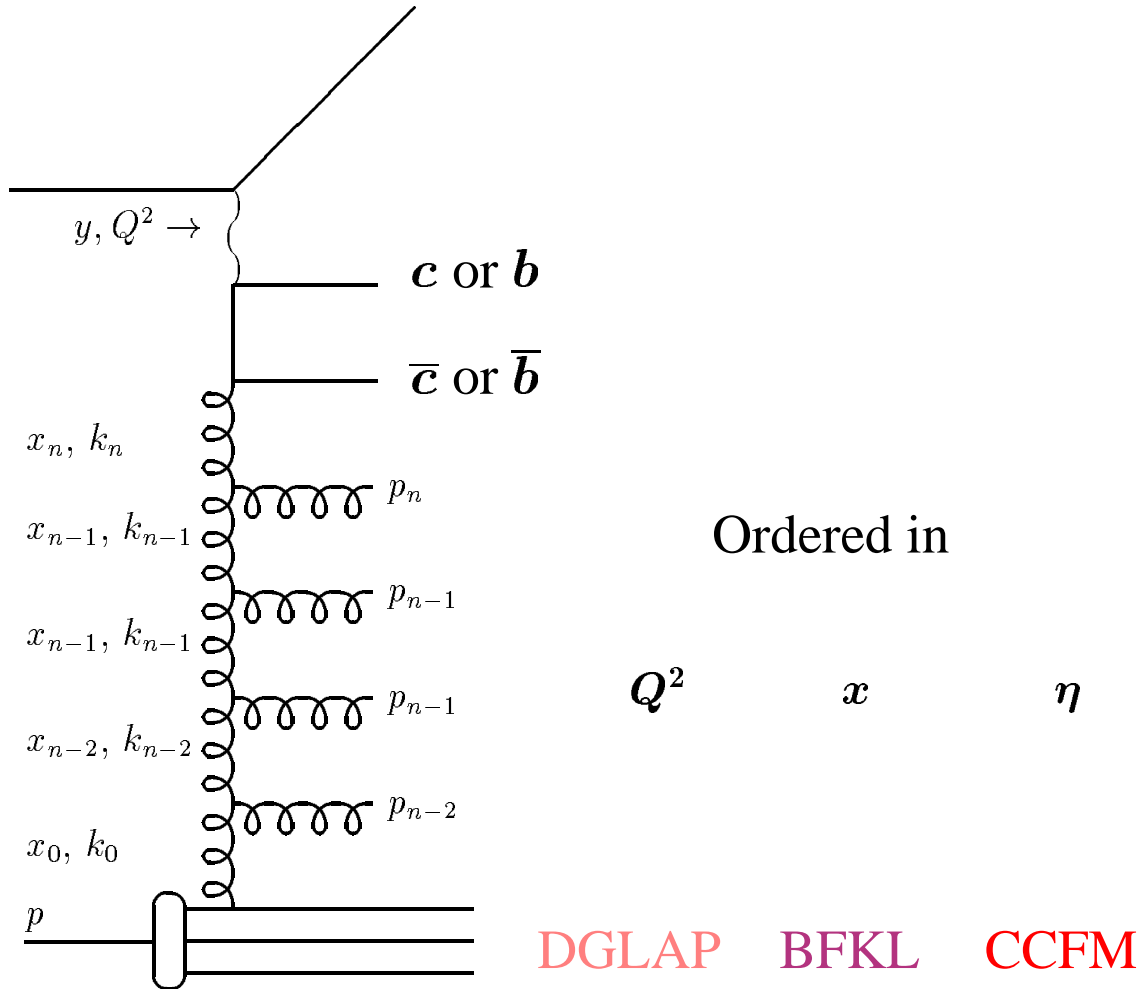 y, Q² →
c or b
c̅ or b̅
xₙ, kₙ
pₙ
xₙ₋₁, kₙ₋₁
Ordered in
pₙ₋₁
xₙ₋₁, kₙ₋₁
Q² x η
pₙ₋₁
xₙ₋₂, kₙ₋₂
pₙ₋₂
x₀, k₀
p
DGLAP BFKL CCFM